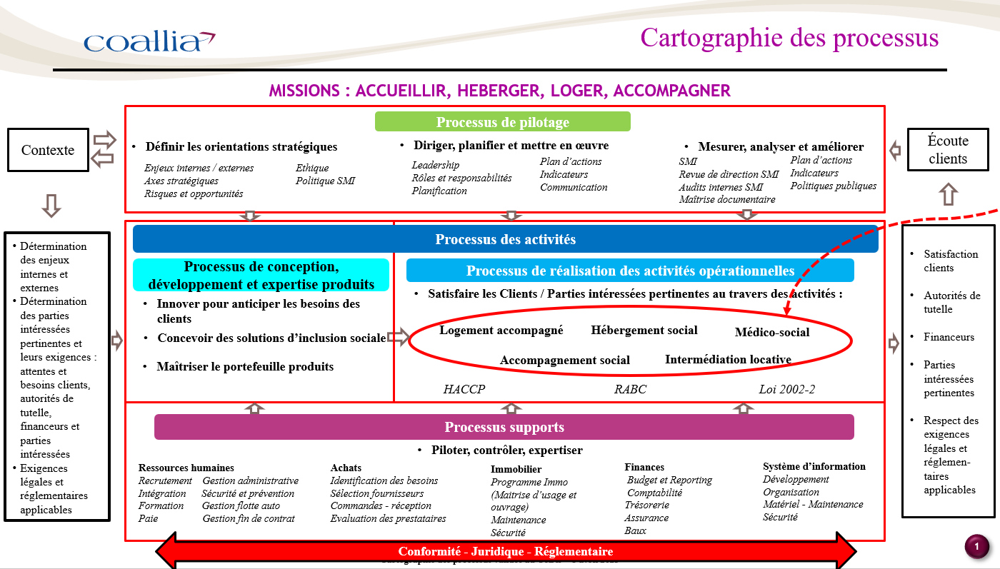 coallia
Cartographie des processus
MISSIONS : ACCUEILLIR, HEBERGER, LOGER, ACCOMPAGNER
Contexte
Processus de pilotage
• Définir les orientations stratégiques
Enjeux internes / externes
Axes stratégiques
Risques et opportunités
Ethique
Politique SMI
• Diriger, planifier et mettre en œuvre
Leadership
Rôles et responsabilités
Planification
Plan d'actions
Indicateurs
Communication
• Mesurer, analyser et améliorer
SMI
Revue de direction SMI
Audits internes SMI
Maîtrise documentaire
Plan d'actions
Indicateurs
Politiques publiques
Écoute
clients
• Détermination
des enjeux
internes et
externes
• Détermination
des parties
intéressées
pertinentes et
leurs exigences :
attentes et
besoins clients,
autorités de
tutelle,
financeurs et
parties
intéressées
• Exigences
légales et
réglementaires
applicables
Processus des activités
Processus de conception,
développement et expertise produits
• Innover pour anticiper les besoins des
clients
• Concevoir des solutions d'inclusion sociale
• Maîtriser le portefeuille produits
Processus de réalisation des activités opérationnelles
• Satisfaire les Clients / Parties intéressées pertinentes au travers des activités :
Logement accompagné
Hébergement social
Médico-social
Accompagnement social
Intermédiation locative
HACCP
RABC
Loi 2002-2
• Satisfaction
clients
• Autorités de
tutelle
• Financeurs
• Parties
intéressées
pertinentes
• Respect des
exigences
légales et
réglemen-
taires
applicables
Processus supports
• Piloter, contrôler, expertiser
Ressources humaines
Recrutement
Intégration
Formation
Paie
Gestion administrative
Sécurité et prévention
Gestion flotte auto
Gestion fin de contrat
Achats
Identification des besoins
Sélection fournisseurs
Commandes - réception
Evaluation des prestataires
Immobilier
Programme Immo
(Maitrise d'usage et
ouvrage)
Maintenance
Sécurité
Finances
Budget et Reporting
Comptabilité
Trésorerie
Assurance
Baux
Système d'information
Développement
Organisation
Matériel - Maintenance
Sécurité
Conformité - Juridique - Réglementaire
1